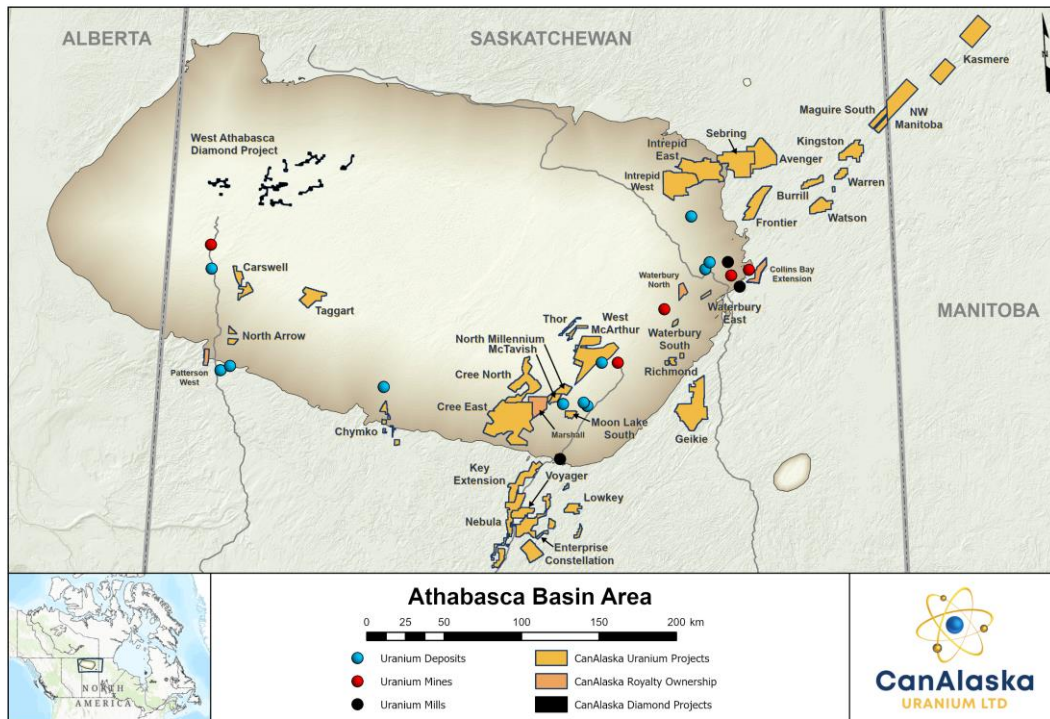 ALBERTA
SASKATCHEWAN
MANITOBA
N
Kasmere
Maguire South
NW
Manitoba
Kingston
Sebring
Intrepid
East
Avenger
Intrepid
West
Burrill
Warren
Watson
Frontier
West Athabasca
Diamond Project
Carswell
Taggart
North Arrow
Patterson
West
Collins Bay
Extension
Waterbury
North
Waterbury
East
Waterbury
South
Richmond
Thor
West
McArthur
North Millennium
McTavish
Cree North
Cree East
Marshall
Moon Lake
South
Chymko
Geikie
Key
Extension
Voyager
Lowkey
Nebula
Enterprise
Constellation
NORTH
AMERICA
Athabasca Basin Area
0 50 100 150 200 km
Uranium Deposits
Uranium Mines
Uranium Mills
CanAlaska Uranium Projects
CanAlaska Royalty Ownership
CanAlaska Diamond Projects
CanAlaska
URANIUM LTD